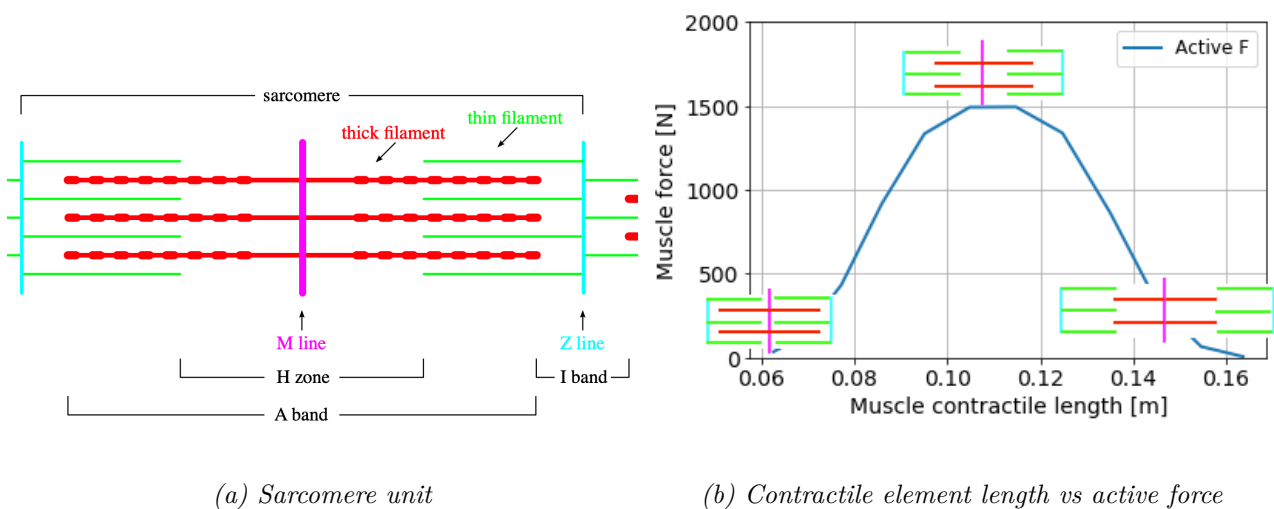 sarcomere
thick filament
thin filament
M line
Z line
H zone
I band
A band
(a) Sarcomere unit
2000
1500
1000
500
0
Muscle force [N]
Active F
0.06 0.08 0.10 0.12 0.14 0.16
Muscle contractile length [m]
(b) Contractile element length vs active force